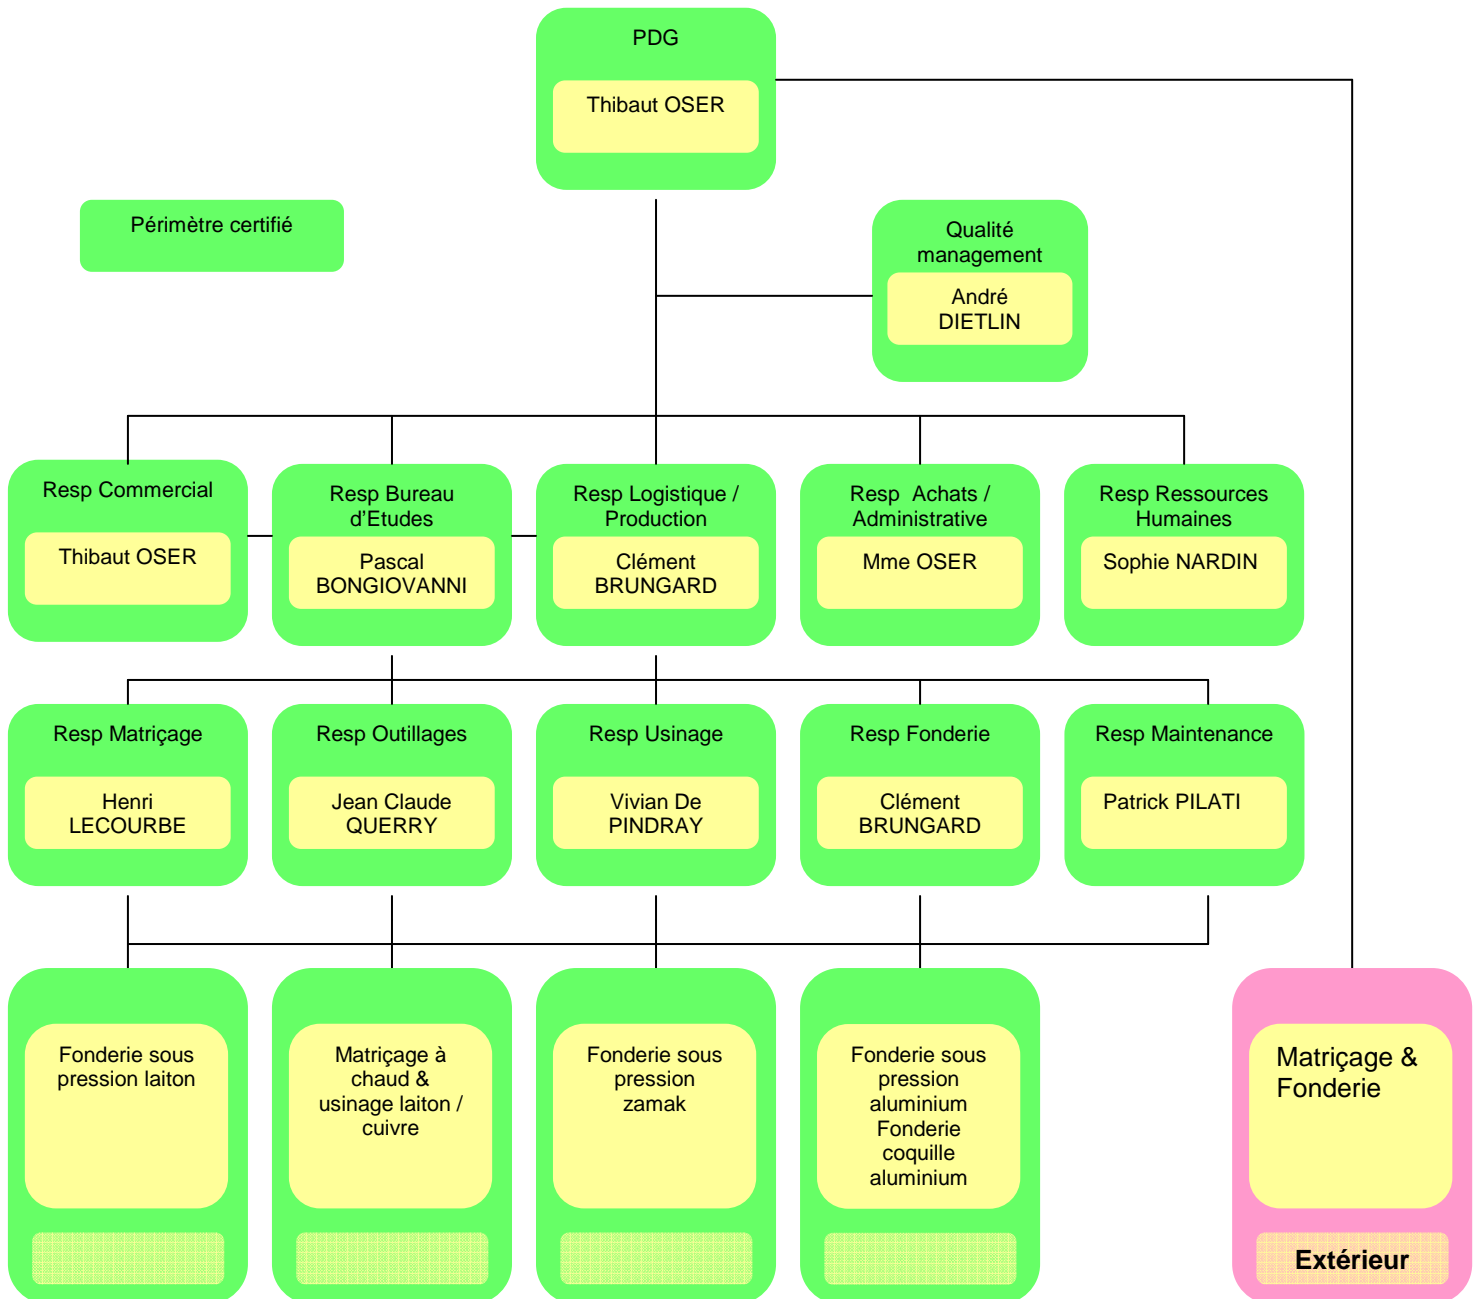 PDG
Thibaut OSER
Périmètre certifié
Qualité
management
André
DIETLIN
Resp Commercial
Thibaut OSER
Resp Bureau
d’Etudes
Pascal
BONGIOVANNI
Resp Logistique /
Production
Clément
BRUNGARD
Resp Achats /
Administrative
Mme OSER
Resp Ressources
Humaines
Sophie NARDIN
Resp Matriçage
Henri
LECOURBE
Resp Outillages
Jean Claude
QUERRY
Resp Usinage
Vivian De
PINDRAY
Resp Fonderie
Clément
BRUNGARD
Resp Maintenance
Patrick PILATI
Fonderie sous
pression laiton
Matriçage à
chaud &
usinage laiton /
cuivre
Fonderie sous
pression
zamak
Fonderie sous
pression
aluminium
Fonderie
coquille
aluminium
Matriçage &
Fonderie
Extérieur